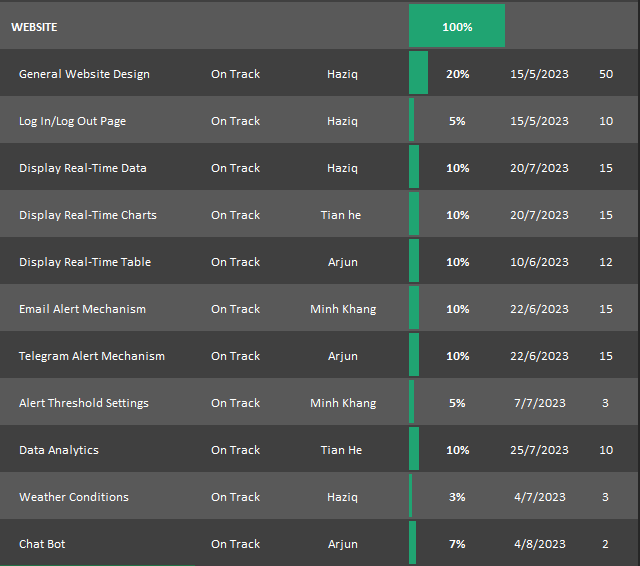 WEBSITE 100%
General Website Design On Track Haziq 20% 15/5/2023 50
Log In/Log Out Page On Track Haziq 5% 15/5/2023 10
Display Real-Time Data On Track Haziq 10% 20/7/2023 15
Display Real-Time Charts On Track Tian he 10% 20/7/2023 15
Display Real-Time Table On Track Arjun 10% 10/6/2023 12
Email Alert Mechanism On Track Minh Khang 10% 22/6/2023 15
Telegram Alert Mechanism On Track Arjun 10% 22/6/2023 15
Alert Threshold Settings On Track Minh Khang 5% 7/7/2023 3
Data Analytics On Track Tian He 10% 25/7/2023 10
Weather Conditions On Track Haziq 3% 4/7/2023 3
Chat Bot On Track Arjun 7% 4/8/2023 2